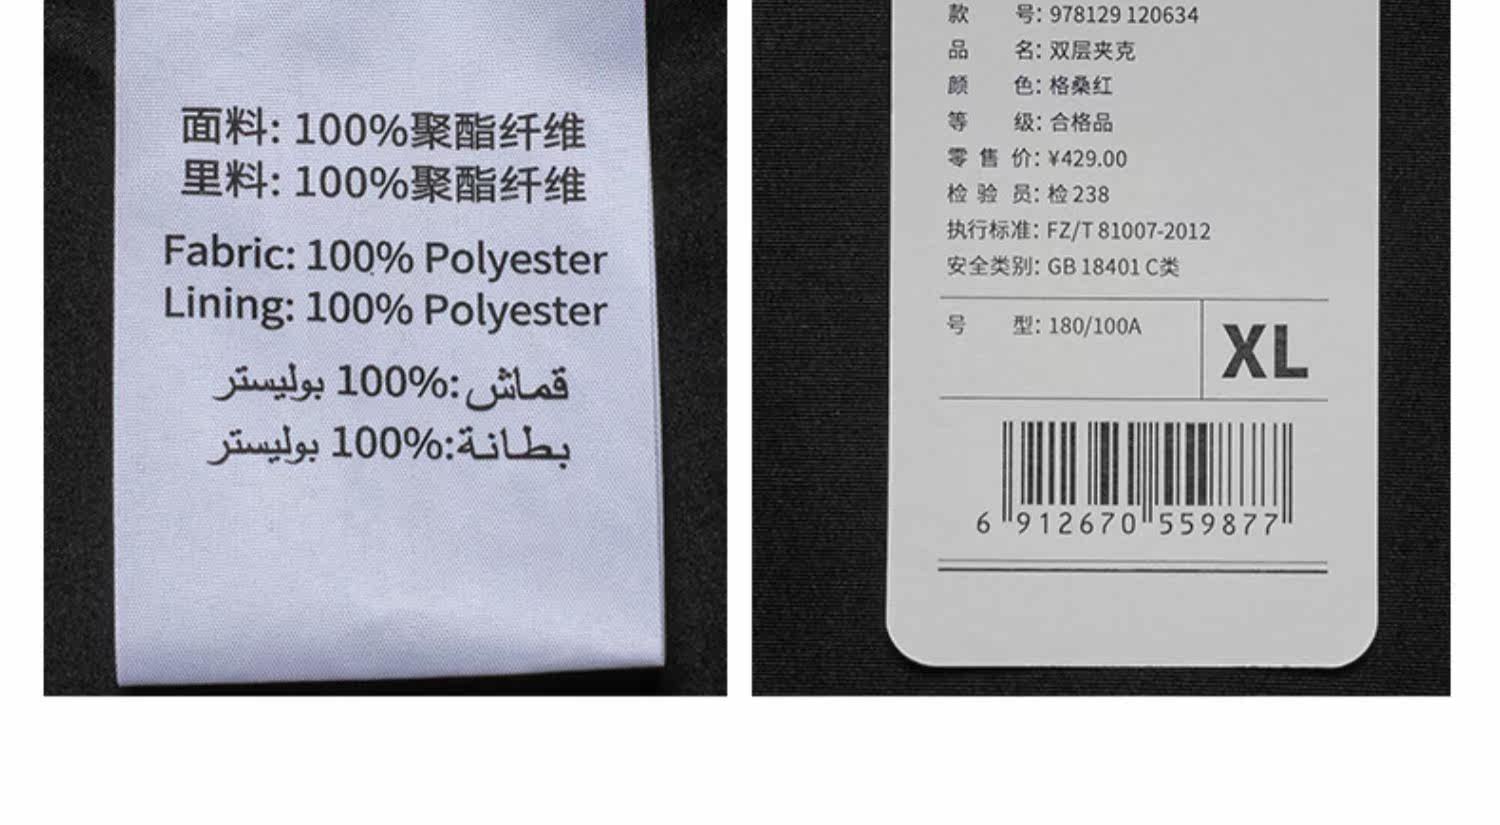 面料: 100%聚酯纤维
里料: 100%聚酯纤维
Fabric: 100% Polyester
Lining: 100% Polyester
قماش:100% بوليستر
بطانة:100% بوليستر
款号: 978129 120634
品名: 双层夹克
颜色: 格桑红
等级: 合格品
零售价: ¥429.00
检验员: 检 238
执行标准: FZ/T 81007-2012
安全类别: GB 18401 C类
号型: 180/100A
XL
6 912670 559877